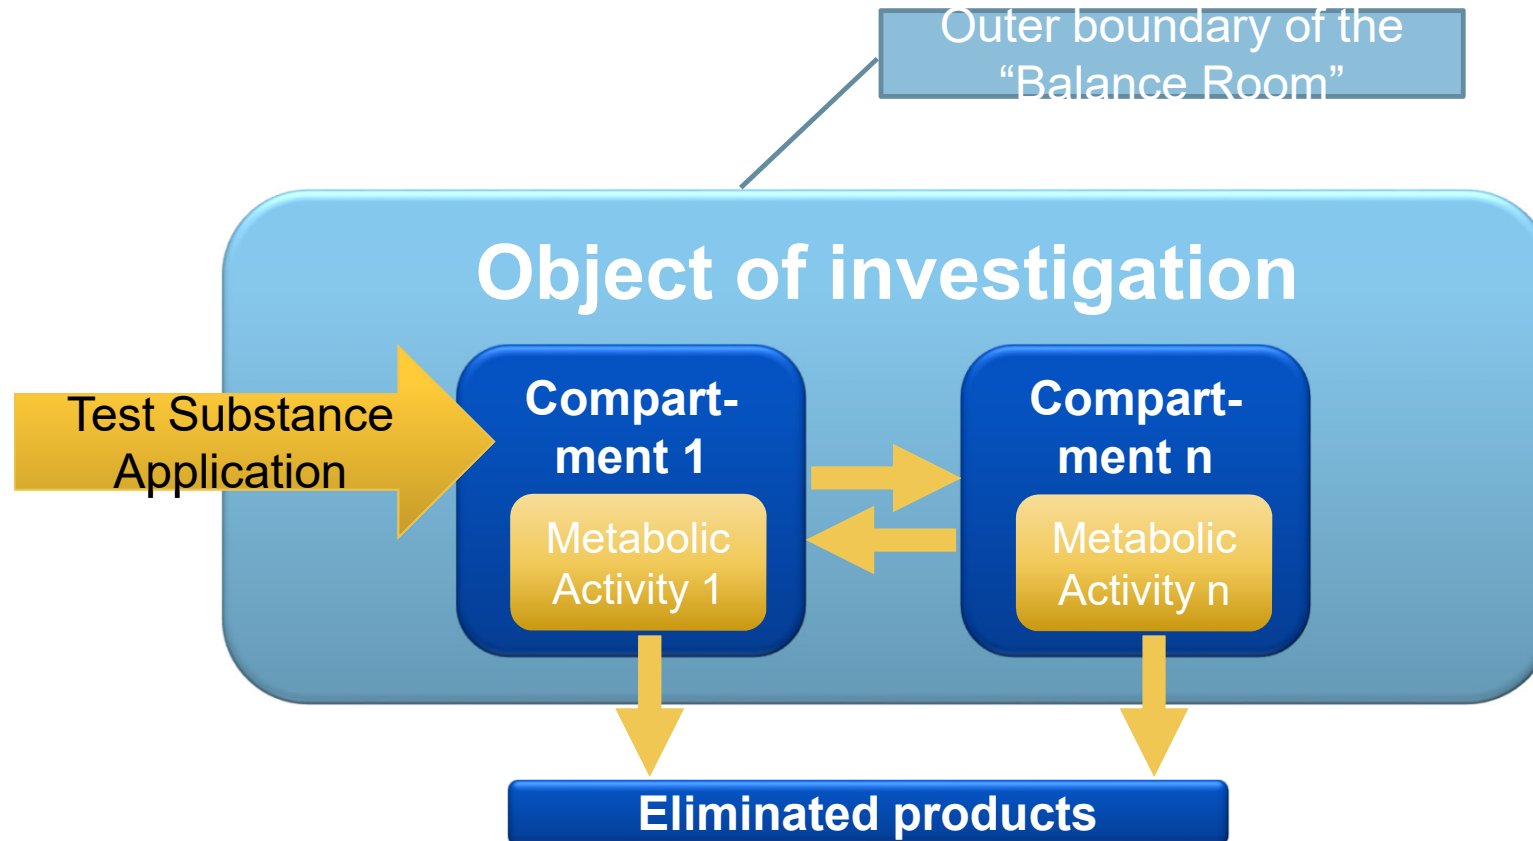 Outer boundary of the
“Balance Room”
Object of investigation
Test Substance
Application
Compart-
ment 1
Metabolic
Activity 1
Compart-
ment n
Metabolic
Activity n
Eliminated products